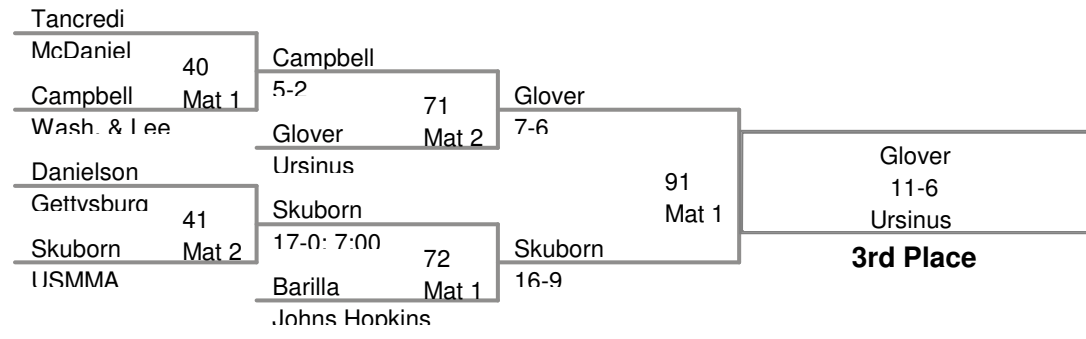 Tancredi
McDaniel
40
Mat 1
Campbell
Wash. & Lee
Campbell
5-2
71
Mat 2
Glover
Ursinus
Glover
7-6
Danielson
Gettysburg
41
Mat 2
Skuborn
USMMA
Skuborn
17-0; 7:00
72
Mat 1
Barilla
Johns Hopkins
Skuborn
16-9
91
Mat 1
Glover
11-6
Ursinus
3rd Place